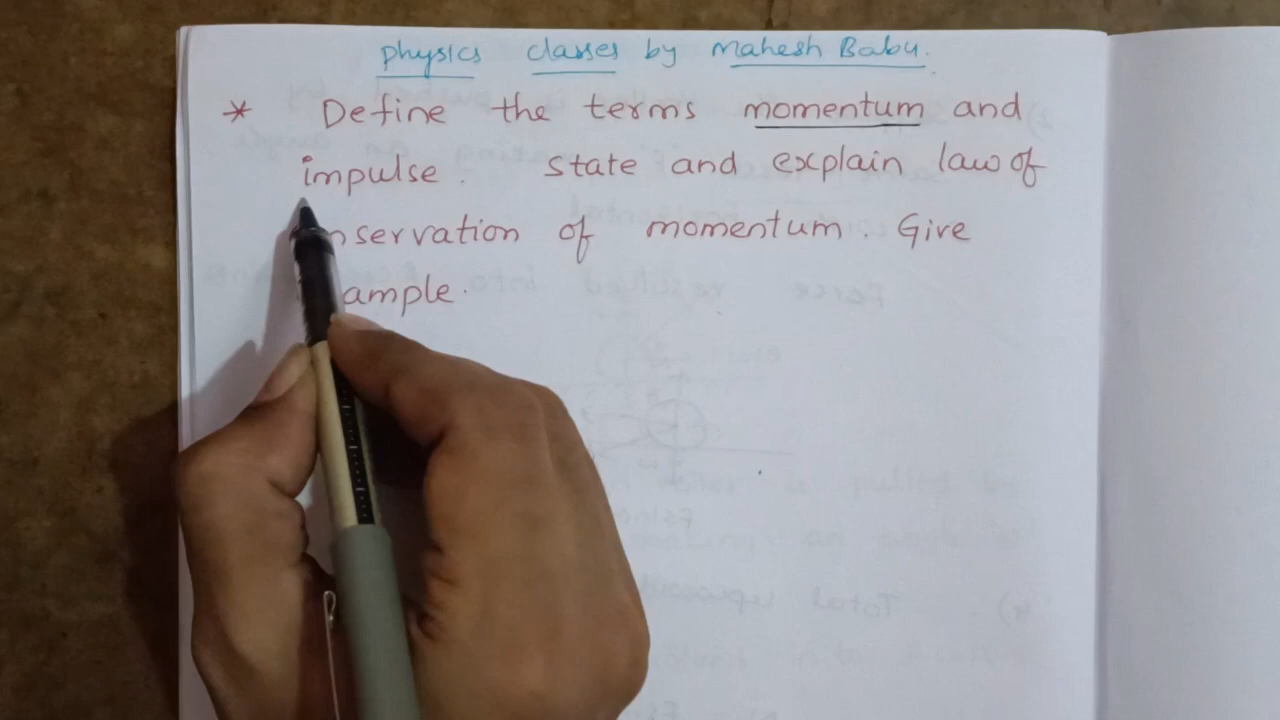 Physics classes by Mahesh Babu.
* Define the terms momentum and
impulse. State and explain law of
nservation of momentum. Give
ample.